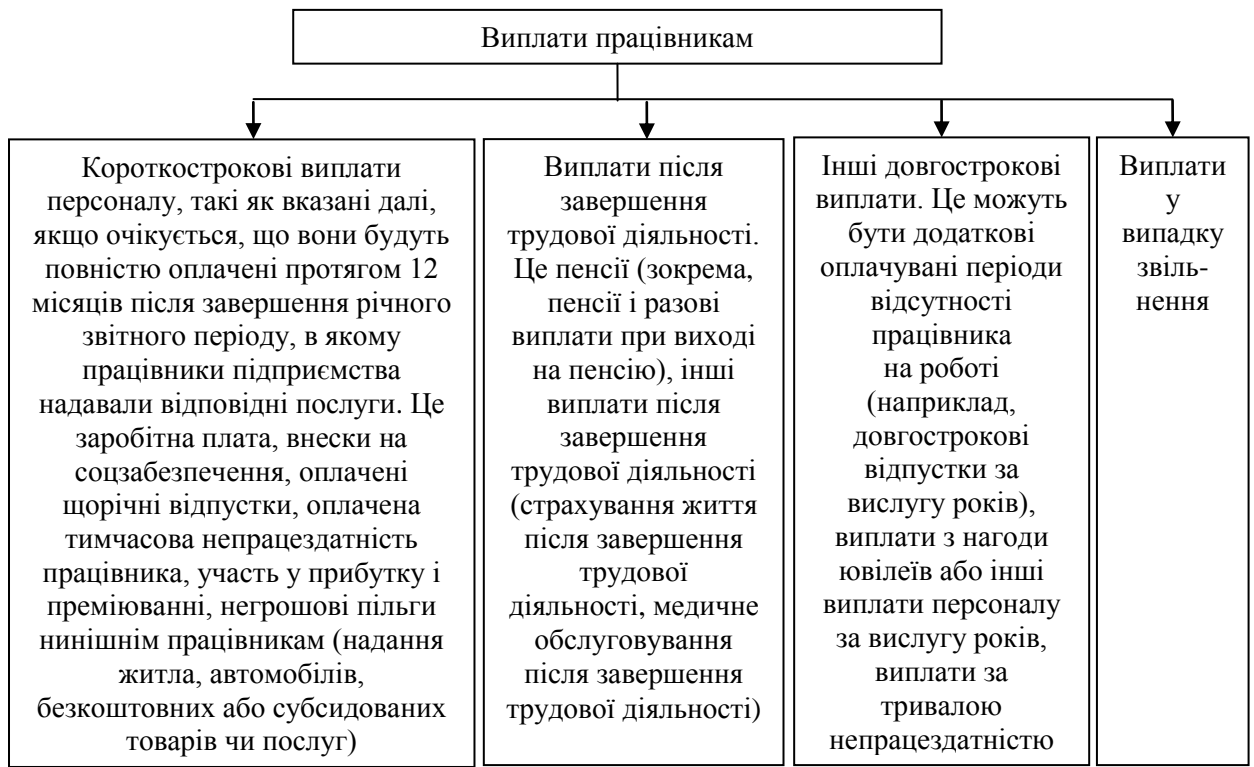 Виплати працівникам
Короткострокові виплати
персоналу, такі як вказані далі,
якщо очікується, що вони будуть
повністю оплачені протягом 12
місяців після завершення річного
звітного періоду, в якому
працівники підприємства
надавали відповідні послуги. Це
заробітна плата, внески на
соцзабезпечення, оплачені
щорічні відпустки, оплачена
тимчасова непрацездатність
працівника, участь у прибутку і
преміюванні, негрошові пільги
нинішнім працівникам (надання
житла, автомобілів,
безкоштовних або субсидованих
товарів чи послуг)
Виплати після
завершення
трудової діяльності.
Це пенсії (зокрема,
пенсії і разові
виплати при виході
на пенсію), інші
виплати після
завершення
трудової діяльності
(страхування життя
після завершення
трудової
діяльності, медичне
обслуговування
після завершення
трудової діяльності)
Інші довгострокові
виплати. Це можуть
бути додаткові
оплачувані періоди
відсутності
працівника
на роботі
(наприклад,
довгострокові
відпустки за
вислугу років),
виплати з нагоди
ювілеїв або інші
виплати персоналу
за вислугу років,
виплати за
тривалою
непрацездатністю
Виплати
у
випадку
звіль-
нення